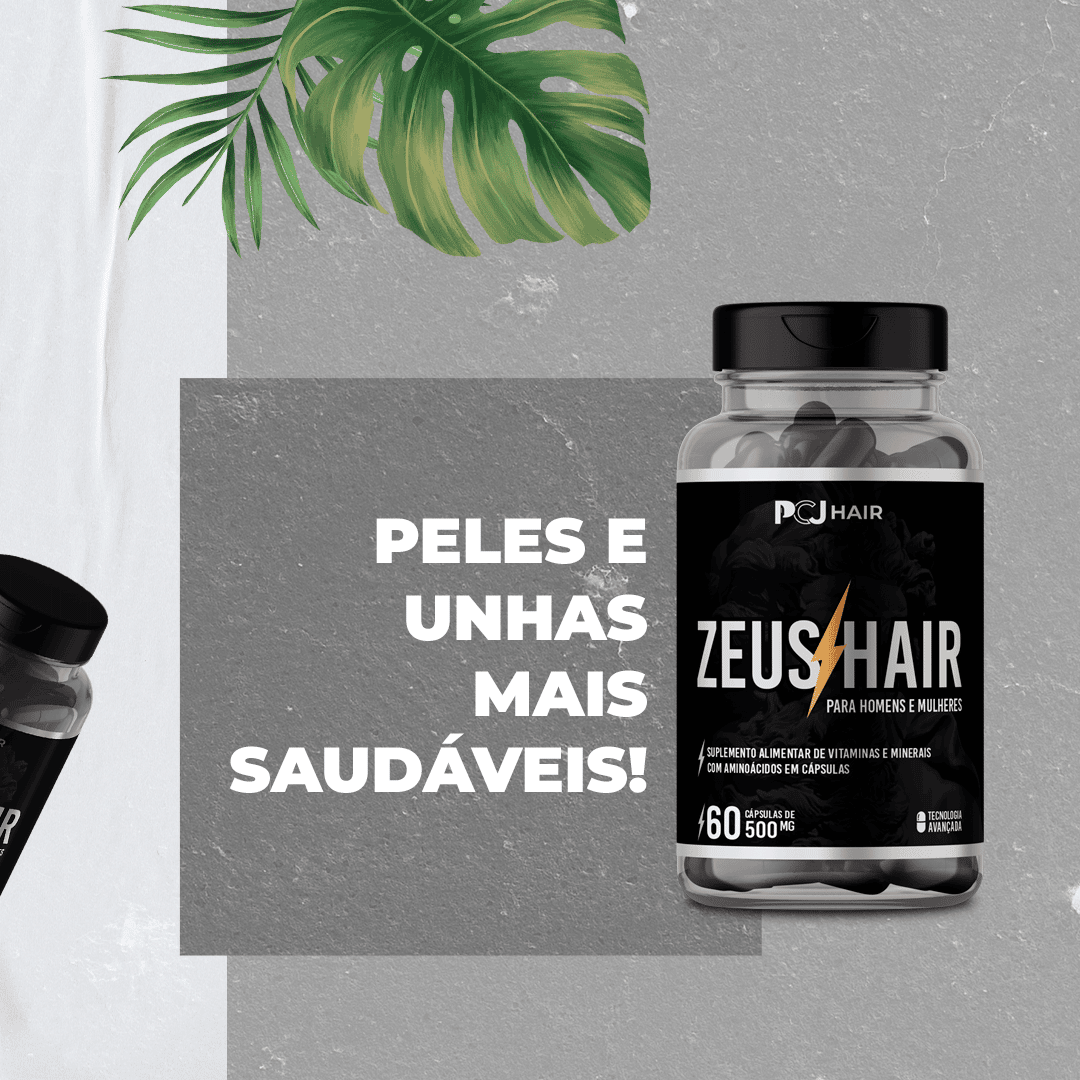 PELES E
UNHAS
MAIS
SAUDÁVEIS!
PCJ HAIR
ZEUS HAIR
PARA HOMENS E MULHERES
SUPLEMENTO ALIMENTAR DE VITAMINAS E MINERAIS
COM AMINOÁCIDOS EM CÁPSULAS
60 CÁPSULAS DE
500 MG
TECNOLOGIA
AVANÇADA